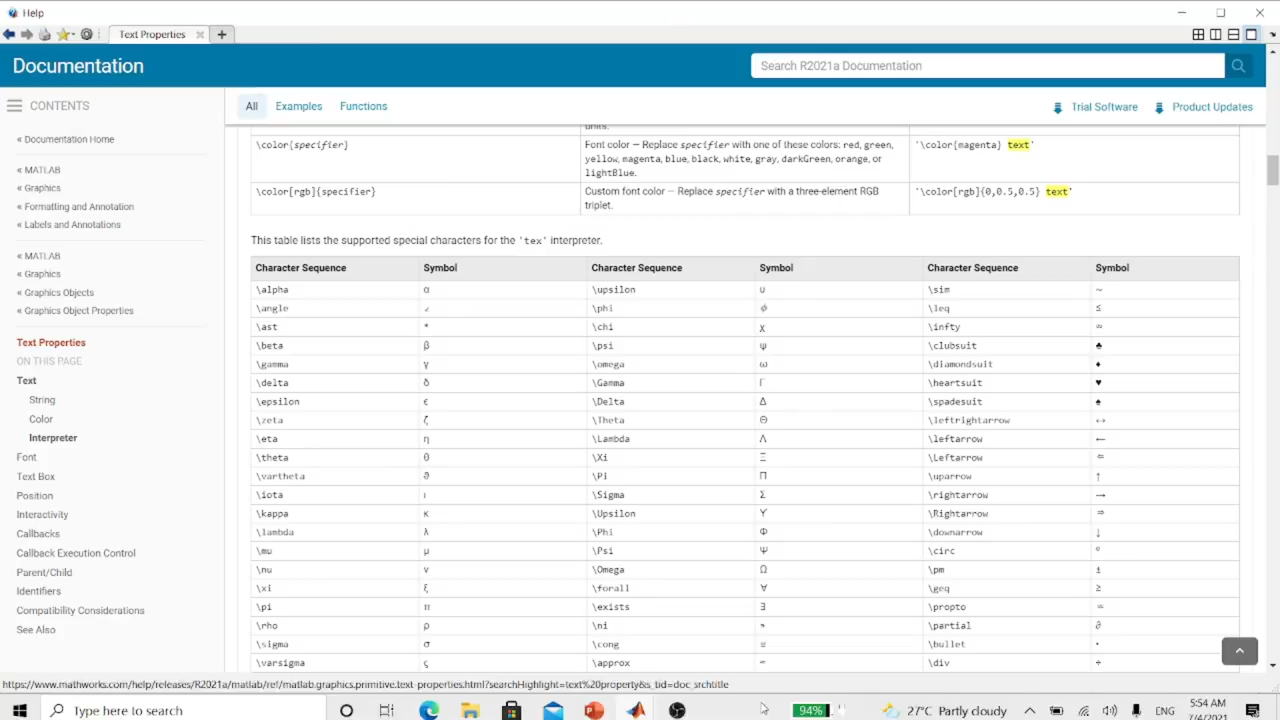 Help
Text Properties
Documentation
Search R2021a Documentation
CONTENTS
All Examples Functions
Trial Software Product Updates
« Documentation Home
« MATLAB
« Graphics
« Formatting and Annotation
« Labels and Annotations
« MATLAB
« Graphics
« Graphics Objects
« Graphics Object Properties
Text Properties
ON THIS PAGE
Text
String
Color
Interpreter
Font
Text Box
Position
Interactivity
Callbacks
Callback Execution Control
Parent/Child
Identifiers
Compatibility Considerations
See Also
units.
\color{specifier} Font color — Replace specifier with one of these colors: red, green, '\color{magenta} text'
yellow, magenta, blue, black, white, gray, darkGreen, orange, or
lightBlue.
\color[rgb]{specifier} Custom font color — Replace specifier with a three-element RGB '\color[rgb]{0,0.5,0.5} text'
triplet.
This table lists the supported special characters for the 'tex' interpreter.
Character Sequence Symbol Character Sequence Symbol Character Sequence Symbol
\alpha α \upsilon υ \sim ~
\angle ∠ \phi ϕ \leq ≤
\ast * \chi χ \infty ∞
\beta β \psi ψ \clubsuit ♣
\gamma γ \omega ω \diamondsuit ♦
\delta δ \Gamma Γ \heartsuit ♥
\epsilon ϵ \Delta Δ \spadesuit ♠
\zeta ζ \Theta Θ \leftrightarrow ↔
\eta η \Lambda Λ \leftarrow ←
\theta θ \Xi Ξ \Leftarrow ⇐
\vartheta ϑ \Pi Π \uparrow ↑
\iota ι \Sigma Σ \rightarrow →
\kappa κ \Upsilon ϒ \Rightarrow ⇒
\lambda λ \Phi Φ \downarrow ↓
\mu µ \Psi Ψ \circ º
\nu ν \Omega Ω \pm ±
\xi ξ \forall ∀ \geq ≥
\pi π \exists ∃ \propto ∝
\rho ρ \ni ∍ \partial ∂
\sigma σ \cong ≅ \bullet •
\varsigma ς \approx ≈ \div ÷
https://www.mathworks.com/help/releases/R2021a/matlab/ref/matlab.graphics.primitive.text-properties.html?searchHighlight=text%20property&s_tid=doc_srchtitle
Type here to search
94%
27°C Partly cloudy
ENG
5:54 AM
7/4/2021